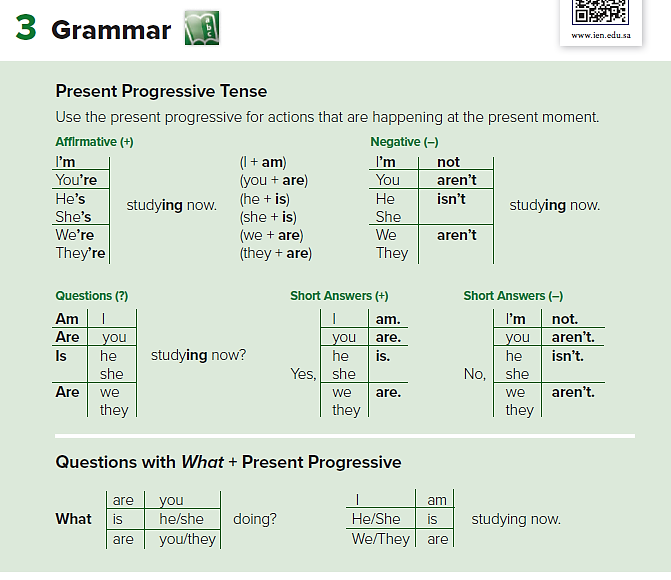 3 Grammar
abc
www.ien.edu.sa
Present Progressive Tense
Use the present progressive for actions that are happening at the present moment.
Affirmative (+)
I'm
You're
He's
She's
We're
They're
studying now.
(I + am)
(you + are)
(he + is)
(she + is)
(we + are)
(they + are)
Negative (–)
I'm not
You aren't
He isn't
She
We aren't
They
studying now.
Questions (?)
Am I
Are you
Is he
she
Are we
they
studying now?
Short Answers (+)
Yes,
I am.
you are.
he is.
she
we are.
they
Short Answers (–)
No,
I'm not.
you aren't.
he isn't.
she
we aren't.
they
Questions with What + Present Progressive
What
are you
is he/she
are you/they
doing?
I am
He/She is
We/They are
studying now.